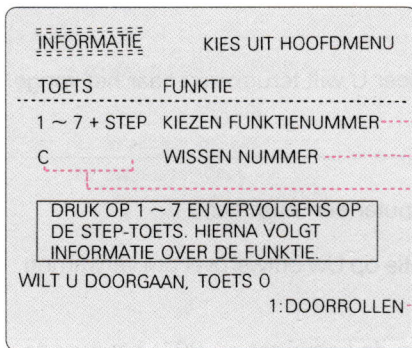 INFORMATIE KIES UIT HOOFDMENU
TOETS FUNKTIE
1 ~ 7 + STEP KIEZEN FUNKTIENUMMER
C WISSEN NUMMER
DRUK OP 1 ~ 7 EN VERVOLGENS OP
DE STEP-TOETS. HIERNA VOLGT
INFORMATIE OVER DE FUNKTIE.
WILT U DOORGAAN, TOETS 0
1:DOORROLLEN